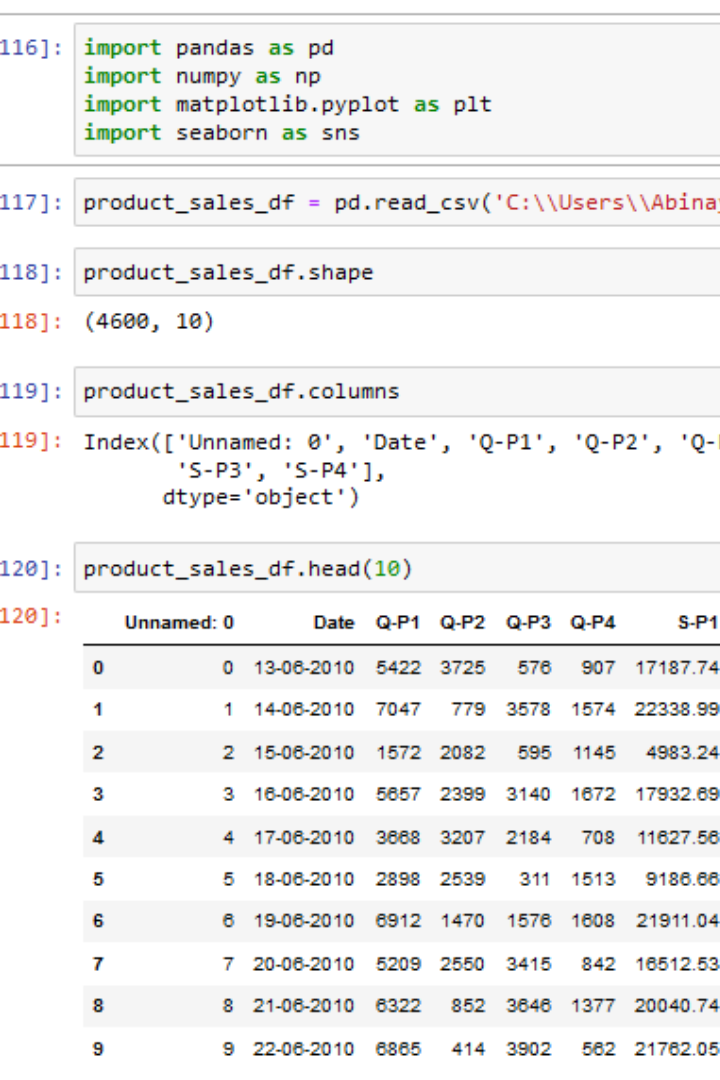 116]: import pandas as pd
import numpy as np
import matplotlib.pyplot as plt
import seaborn as sns
117]: product_sales_df = pd.read_csv('C:\\Users\\Abina
118]: product_sales_df.shape
118]: (4600, 10)
119]: product_sales_df.columns
119]: Index(['Unnamed: 0', 'Date', 'Q-P1', 'Q-P2', 'Q-
'S-P3', 'S-P4'],
dtype='object')
120]: product_sales_df.head(10)
120]:
Unnamed: 0 Date Q-P1 Q-P2 Q-P3 Q-P4 S-P1
0 0 13-06-2010 5422 3725 576 907 17187.74
1 1 14-06-2010 7047 779 3578 1574 22338.99
2 2 15-06-2010 1572 2082 595 1145 4983.24
3 3 16-06-2010 5657 2399 3140 1672 17932.69
4 4 17-06-2010 3668 3207 2184 708 11627.56
5 5 18-06-2010 2898 2539 311 1513 9186.66
6 6 19-06-2010 6912 1470 1576 1608 21911.04
7 7 20-06-2010 5209 2550 3415 842 16512.53
8 8 21-06-2010 6322 852 3646 1377 20040.74
9 9 22-06-2010 6865 414 3902 562 21762.05